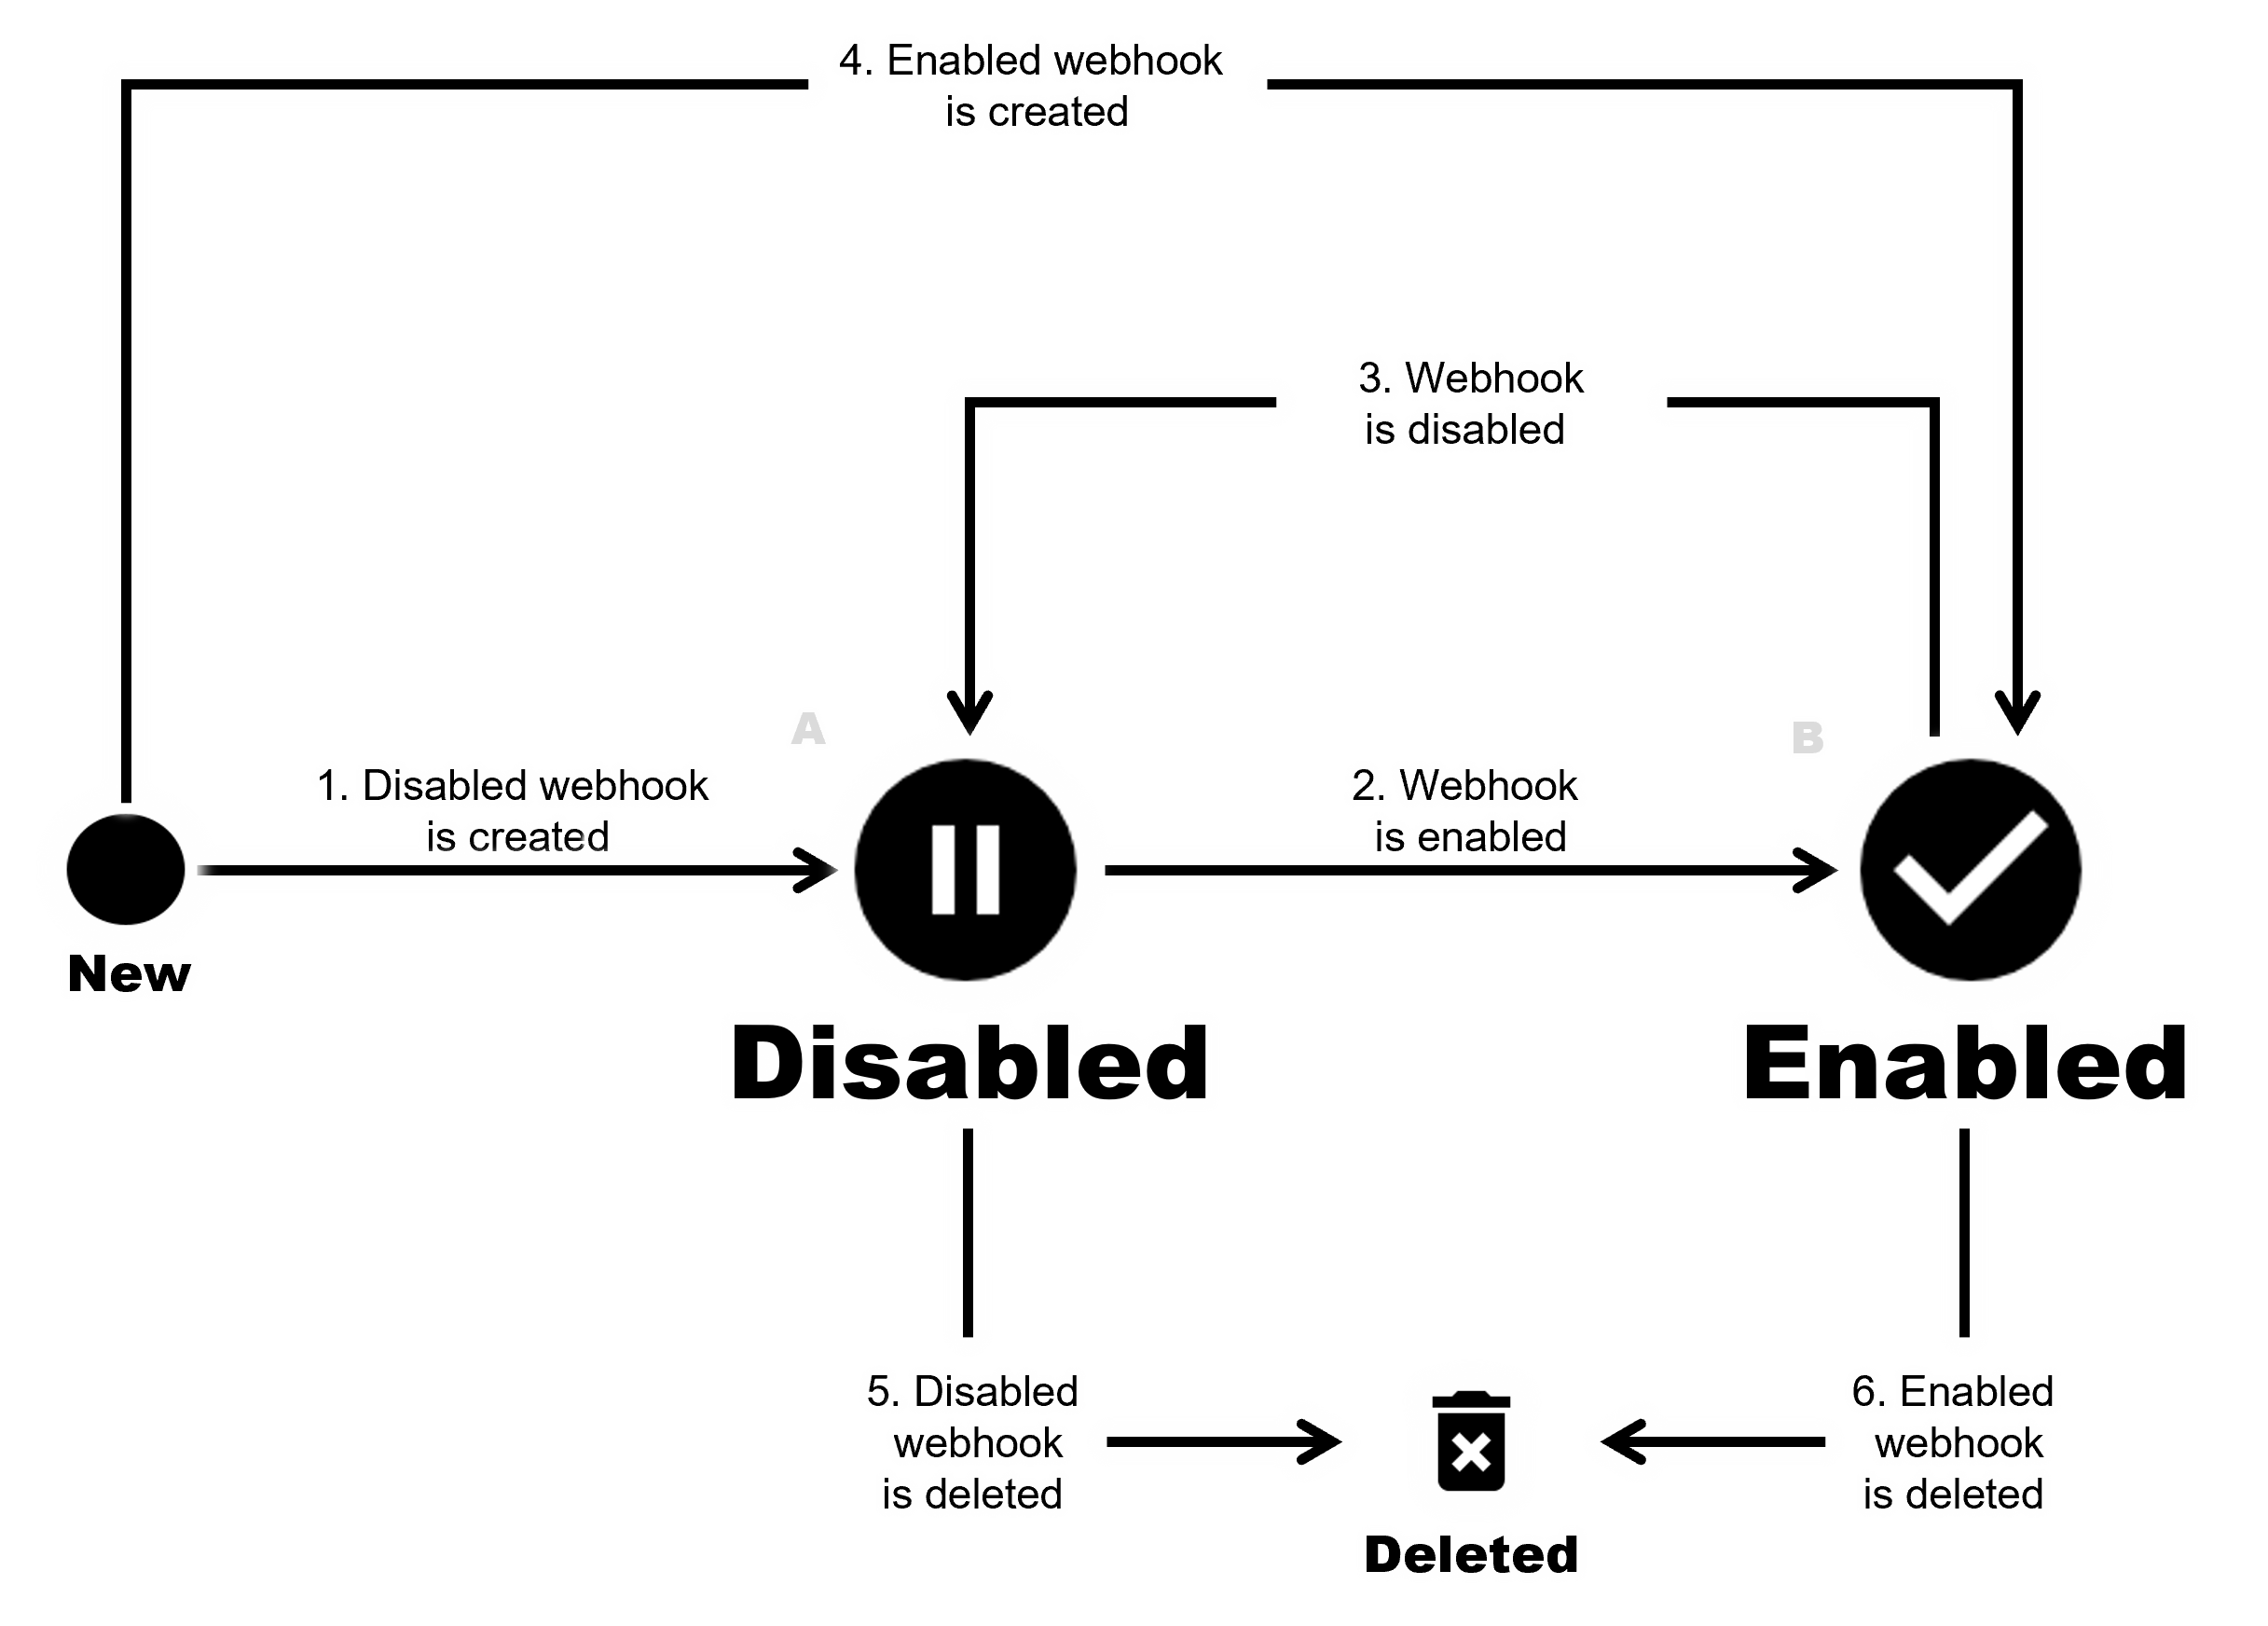 4. Enabled webhook
is created
3. Webhook
is disabled
A
B
1. Disabled webhook
is created
2. Webhook
is enabled
New
Disabled
Enabled
5. Disabled
webhook
is deleted
6. Enabled
webhook
is deleted
Deleted